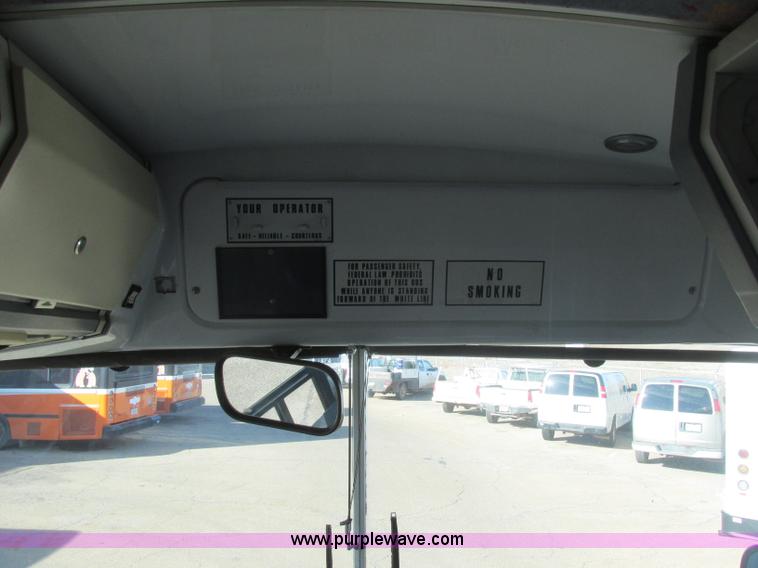 YOUR OPERATOR
SAFE - RELIABLE - COURTEOUS
FOR PASSENGER SAFETY,
FEDERAL LAW PROHIBITS
OPERATION OF THIS BUS
WHILE ANYONE IS STANDING
FORWARD OF THE WHITE LINE
NO
SMOKING
www.purplewave.com